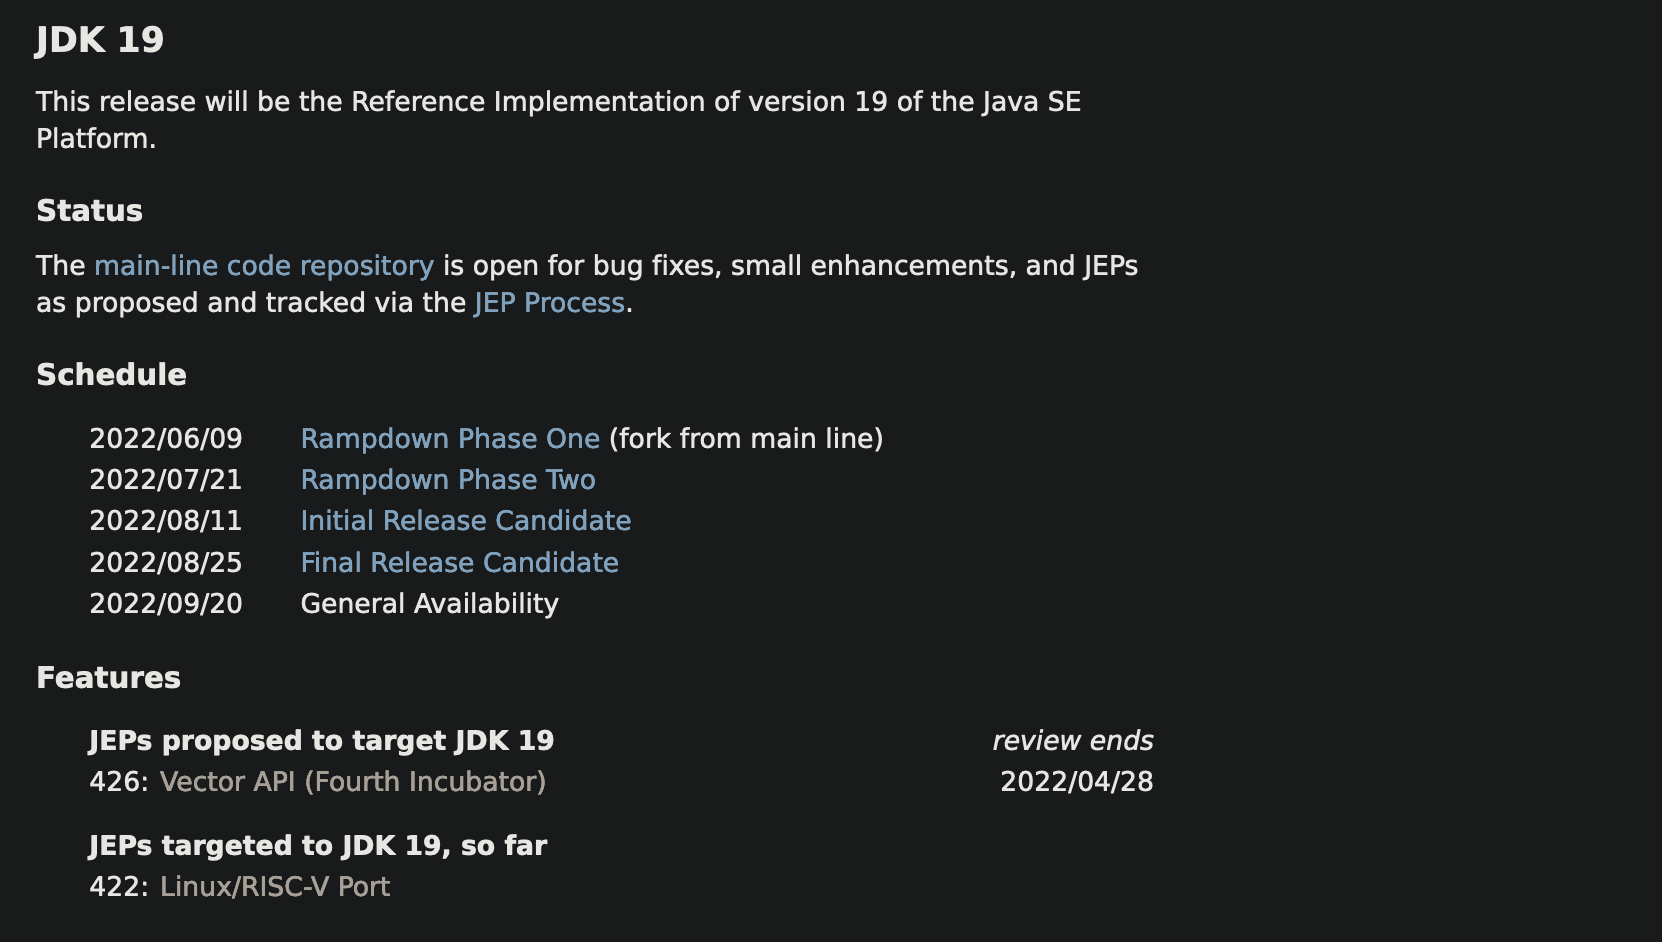 JDK 19
This release will be the Reference Implementation of version 19 of the Java SE
Platform.
Status
The main-line code repository is open for bug fixes, small enhancements, and JEPs
as proposed and tracked via the JEP Process.
Schedule
2022/06/09 Rampdown Phase One (fork from main line)
2022/07/21 Rampdown Phase Two
2022/08/11 Initial Release Candidate
2022/08/25 Final Release Candidate
2022/09/20 General Availability
Features
JEPs proposed to target JDK 19 review ends
426: Vector API (Fourth Incubator) 2022/04/28
JEPs targeted to JDK 19, so far
422: Linux/RISC-V Port